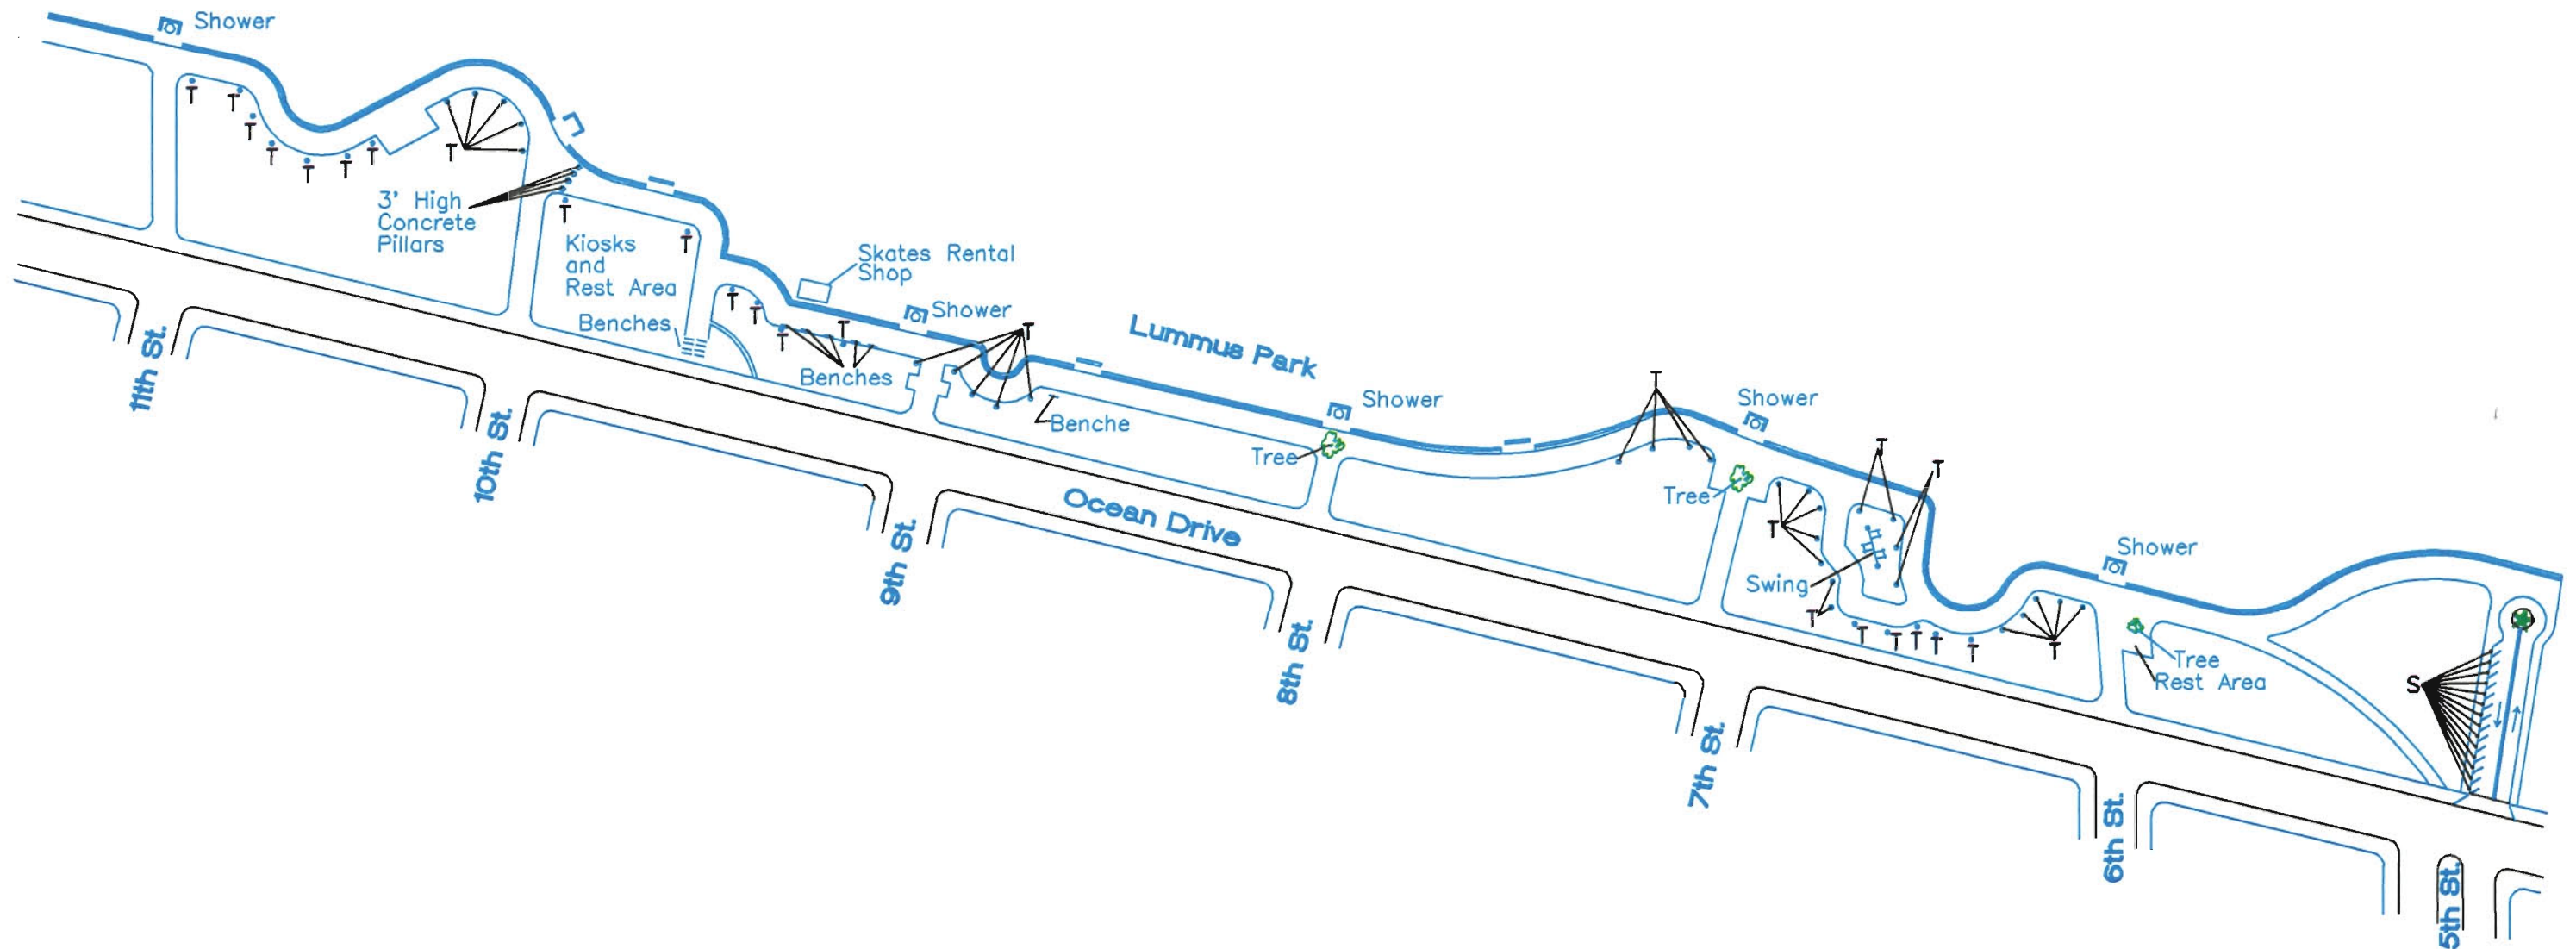 Shower
T
T
T
T
T
T
T
T
3' High
Concrete
Pillars
T
T
Kiosks
and
Rest Area
Benches
Skates Rental
Shop
Shower
T
T
T
T
Benches
T
Benche
Lummus Park
Shower
Tree
T
Shower
Tree
T
T
T
Swing
T
T
T
T
T
T
T
Shower
Tree
Rest Area
S
Ocean Drive
11th St.
10th St.
9th St.
8th St.
7th St.
6th St.
5th St.